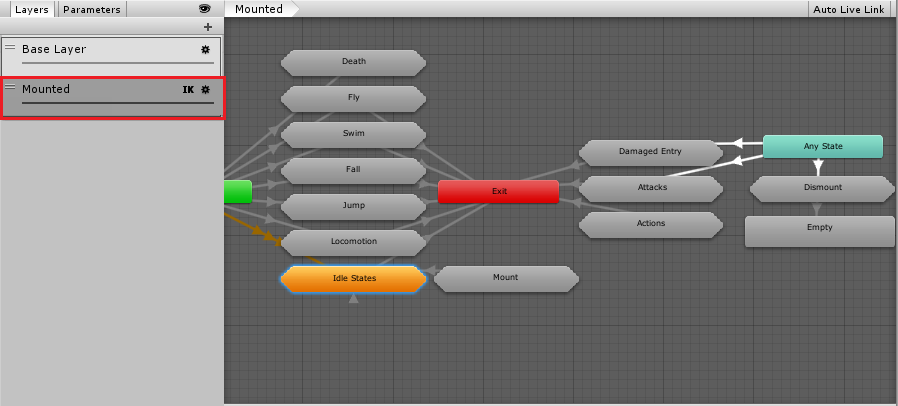 Layers
Parameters
Mounted
Auto Live Link
+
Base Layer
Mounted
IK
Death
Fly
Swim
Fall
Jump
Locomotion
Idle States
Exit
Mount
Damaged Entry
Attacks
Actions
Any State
Dismount
Empty